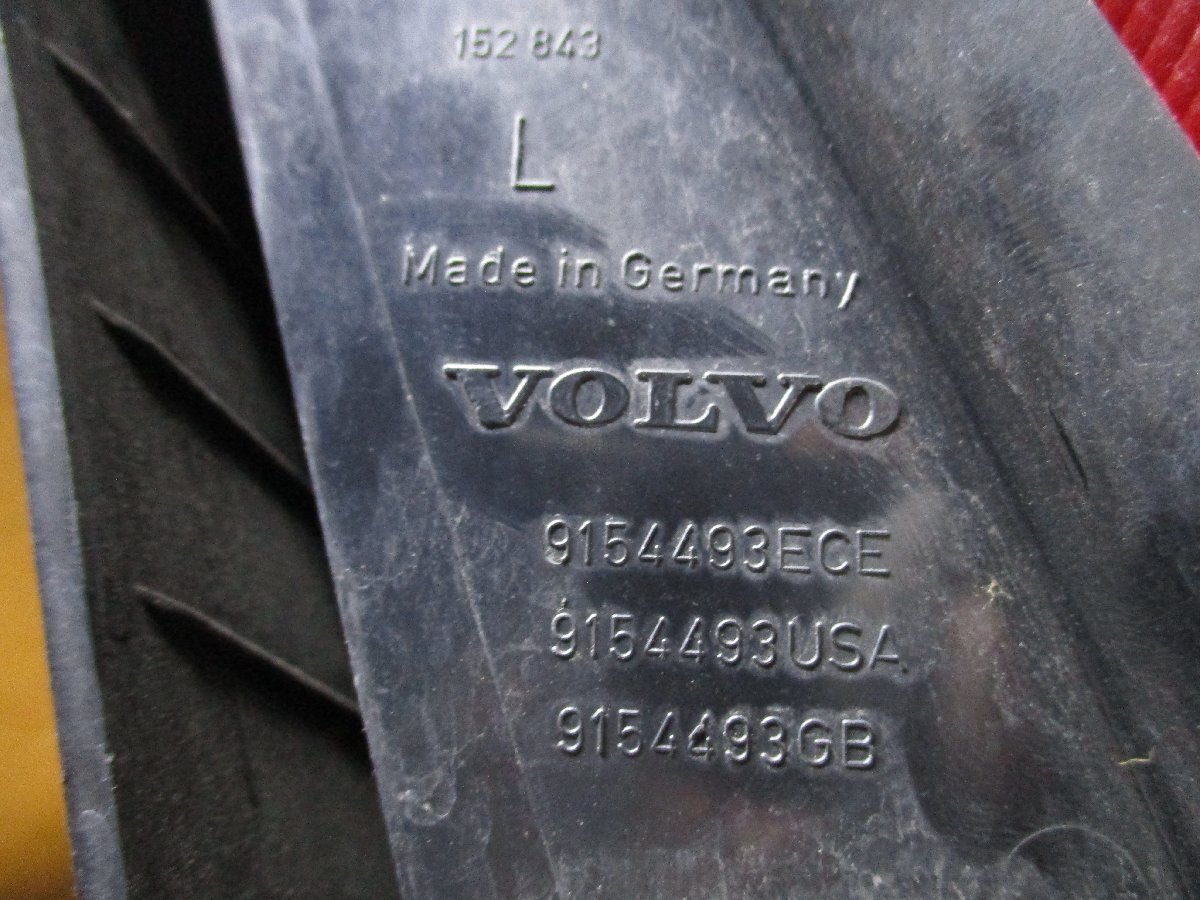 152 843
L
Made in Germany
VOLVO
9154493ECE
9154493USA
9154493GB